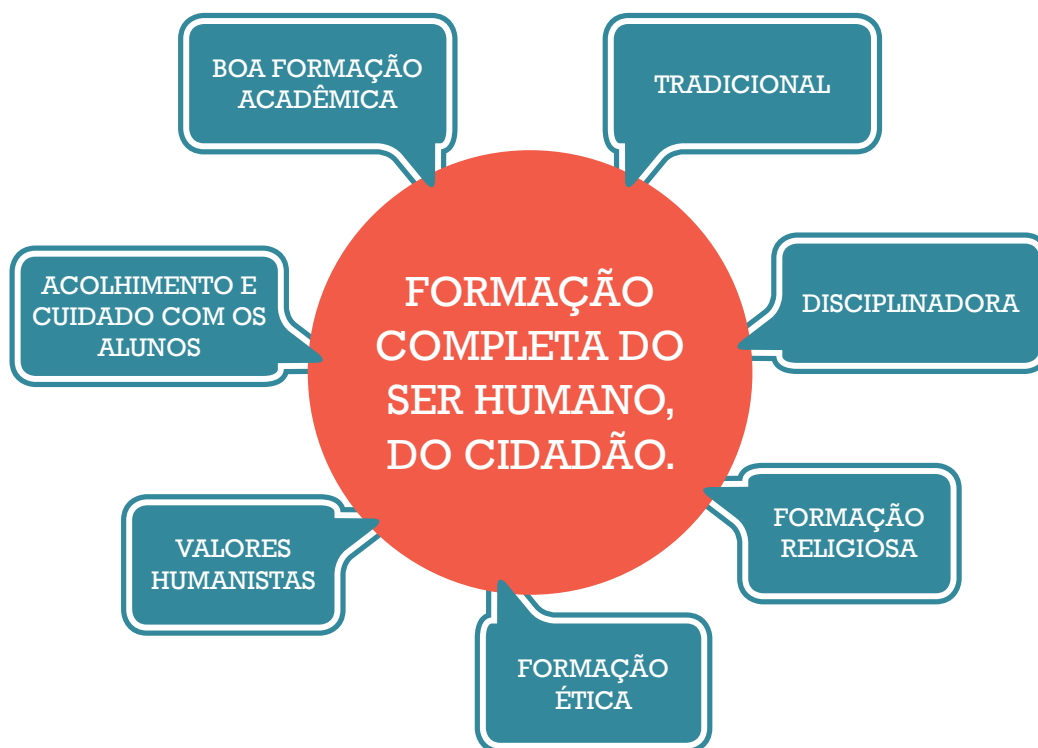 BOA FORMAÇÃO
ACADÊMICA
TRADICIONAL
ACOLHIMENTO E
CUIDADO COM OS
ALUNOS
FORMAÇÃO
COMPLETA DO
SER HUMANO,
DO CIDADÃO.
DISCIPLINADORA
VALORES
HUMANISTAS
FORMAÇÃO
RELIGIOSA
FORMAÇÃO
ÉTICA